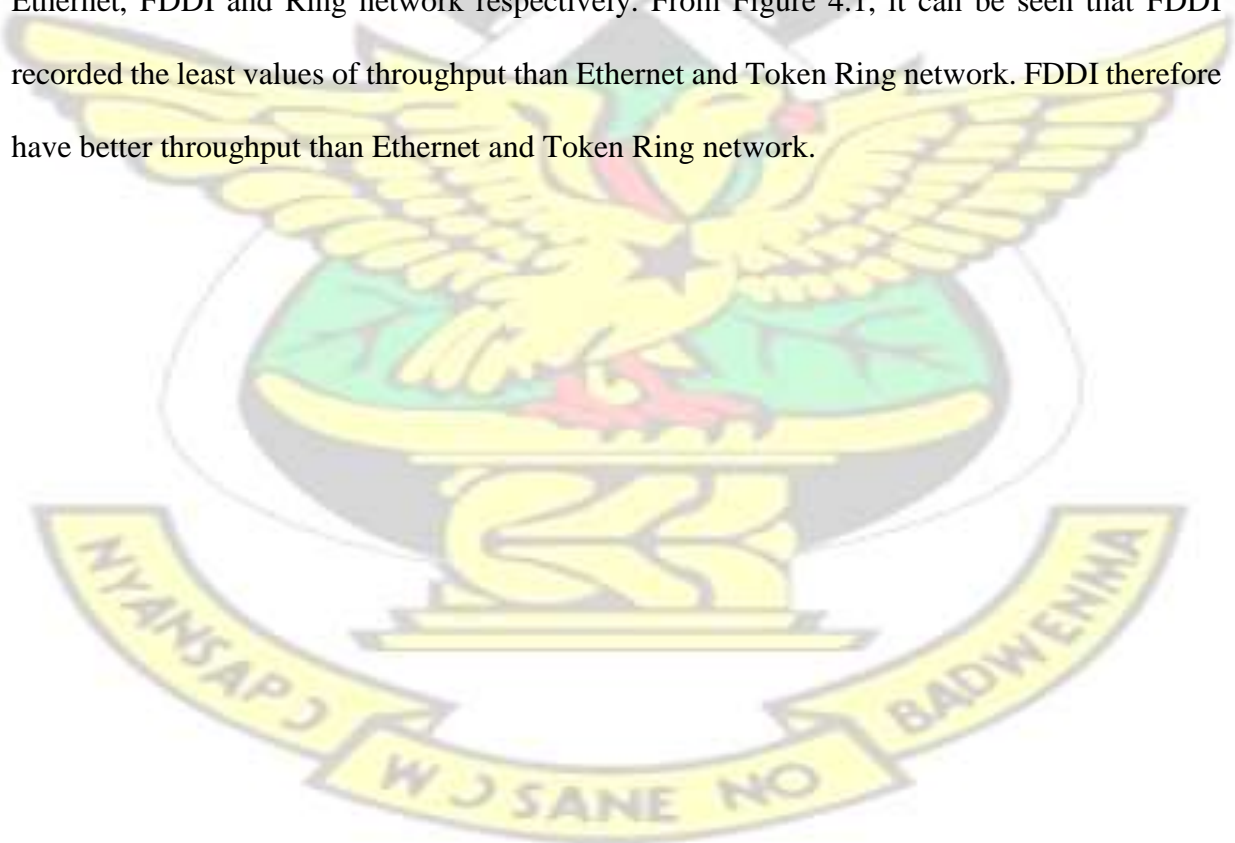 Ethernet, FDDI and Ring network respectively. From Figure 4.1, it can be seen that FDDI
recorded the least values of throughput than Ethernet and Token Ring network. FDDI therefore
have better throughput than Ethernet and Token Ring network.
NYANSAPƆ
WƆSANE NO
BADWENMA